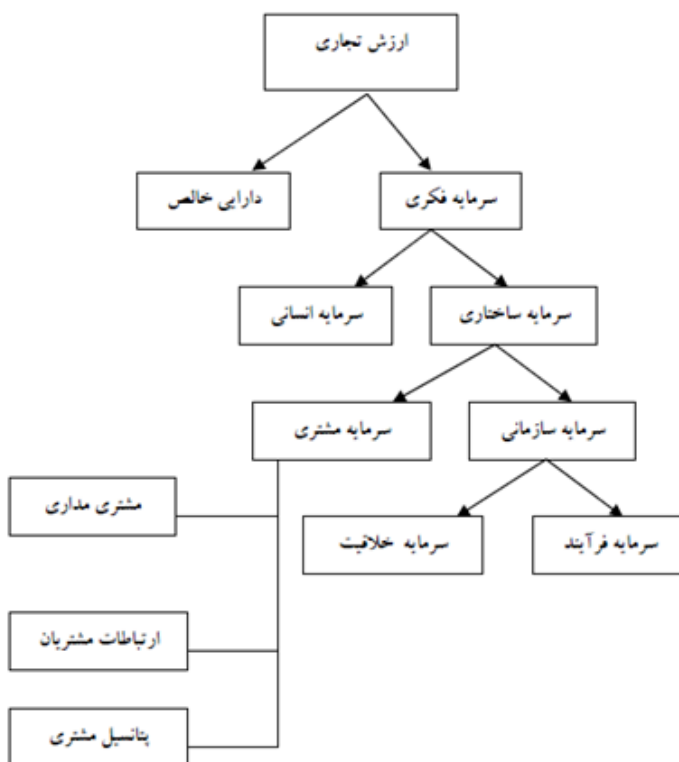 ارزش تجاری
سرمایه فکری
دارایی خالص
سرمایه ساختاری
سرمایه انسانی
سرمایه سازمانی
سرمایه مشتری
مشتری مداری
سرمایه فرآیند
سرمایه خلاقیت
ارتباطات مشتریان
پتانسیل مشتری